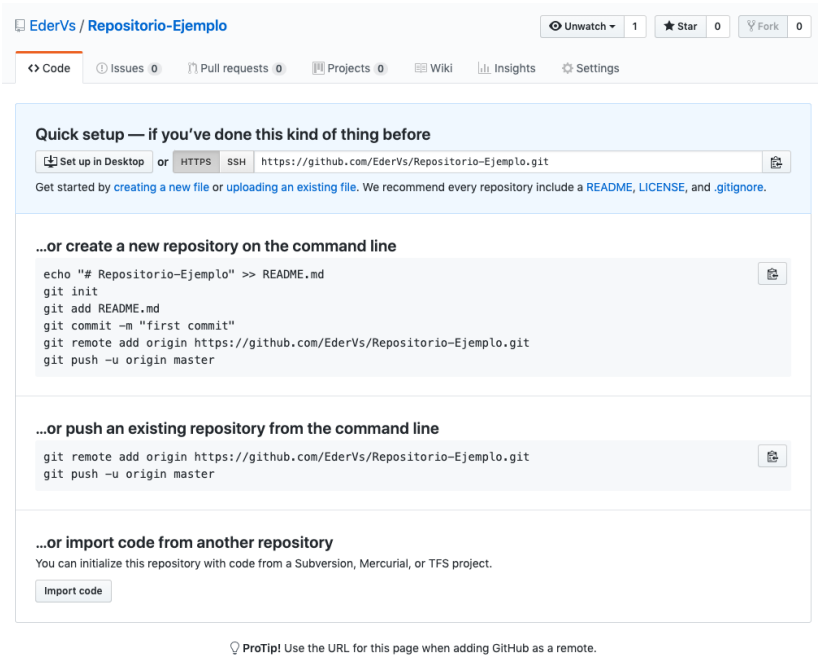 EderVs / Repositorio-Ejemplo
Unwatch 1 Star 0 Fork 0
<> Code Issues 0 Pull requests 0 Projects 0 Wiki Insights Settings
Quick setup — if you’ve done this kind of thing before
Set up in Desktop or HTTPS SSH https://github.com/EderVs/Repositorio-Ejemplo.git
Get started by creating a new file or uploading an existing file. We recommend every repository include a README, LICENSE, and .gitignore.
…or create a new repository on the command line
echo "# Repositorio-Ejemplo" >> README.md
git init
git add README.md
git commit -m "first commit"
git remote add origin https://github.com/EderVs/Repositorio-Ejemplo.git
git push -u origin master
…or push an existing repository from the command line
git remote add origin https://github.com/EderVs/Repositorio-Ejemplo.git
git push -u origin master
…or import code from another repository
You can initialize this repository with code from a Subversion, Mercurial, or TFS project.
Import code
ProTip! Use the URL for this page when adding GitHub as a remote.